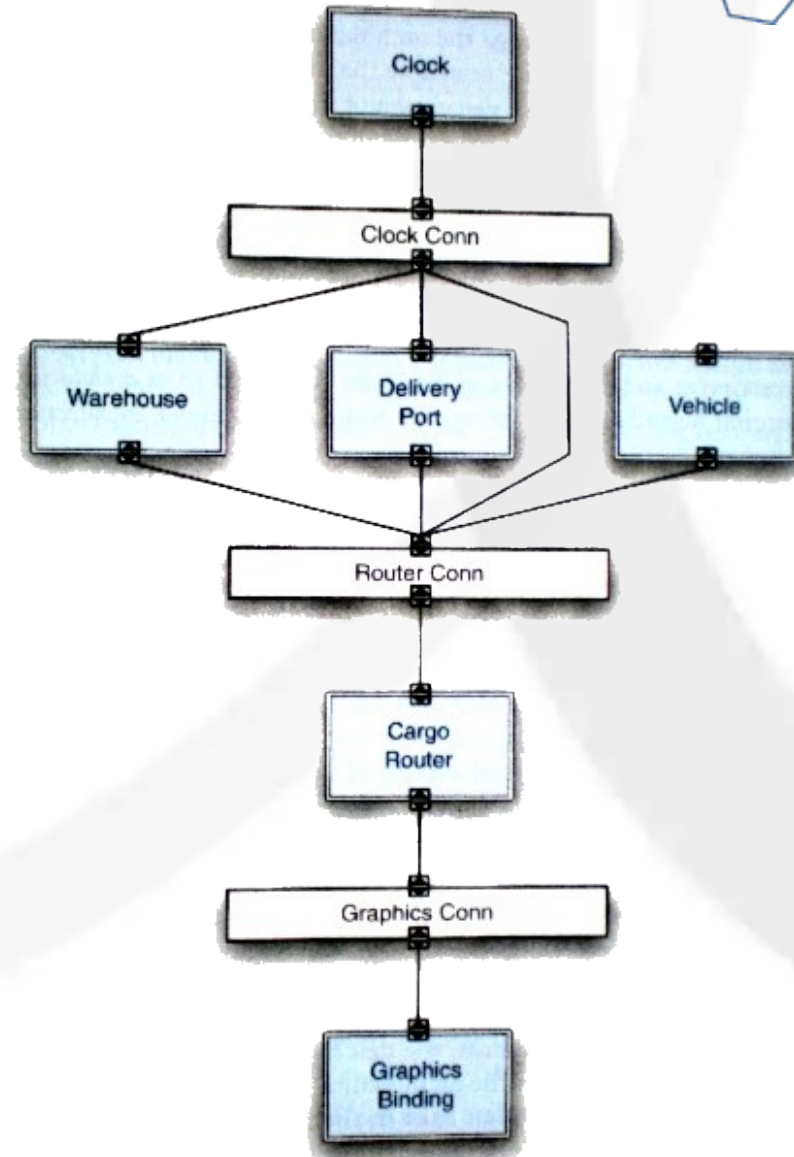 Clock
Clock Conn
Warehouse
Delivery
Port
Vehicle
Router Conn
Cargo
Router
Graphics Conn
Graphics
Binding